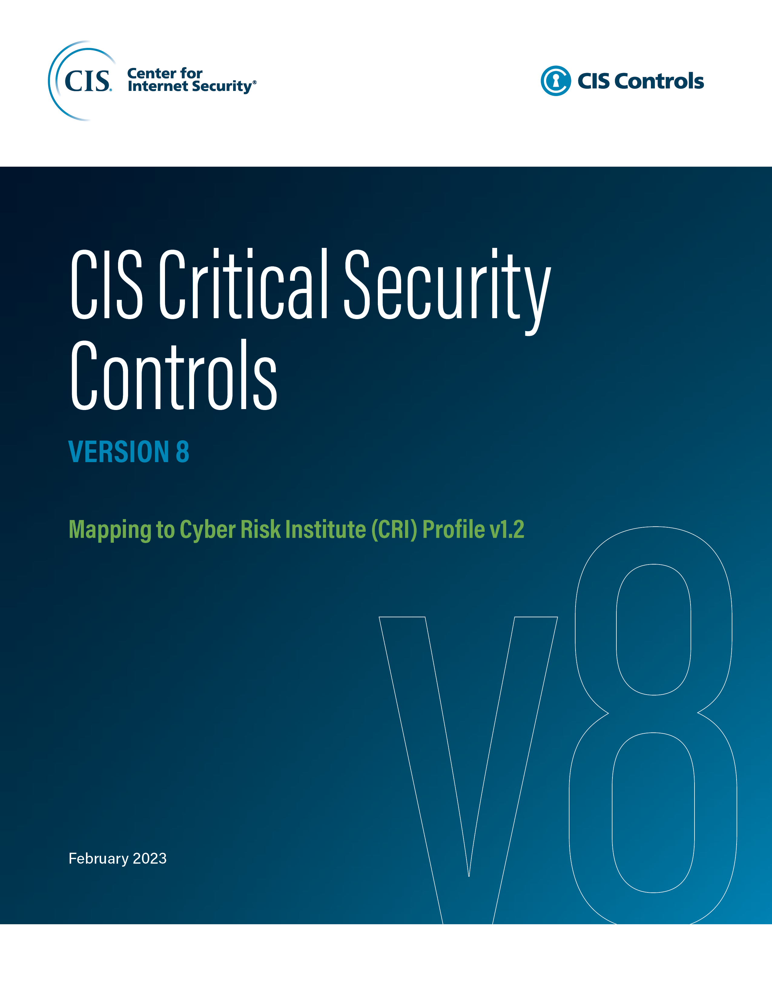 CIS®
Center for
Internet Security®
CIS Controls
CIS Critical Security
Controls
VERSION 8
Mapping to Cyber Risk Institute (CRI) Profile v1.2
v8
February 2023